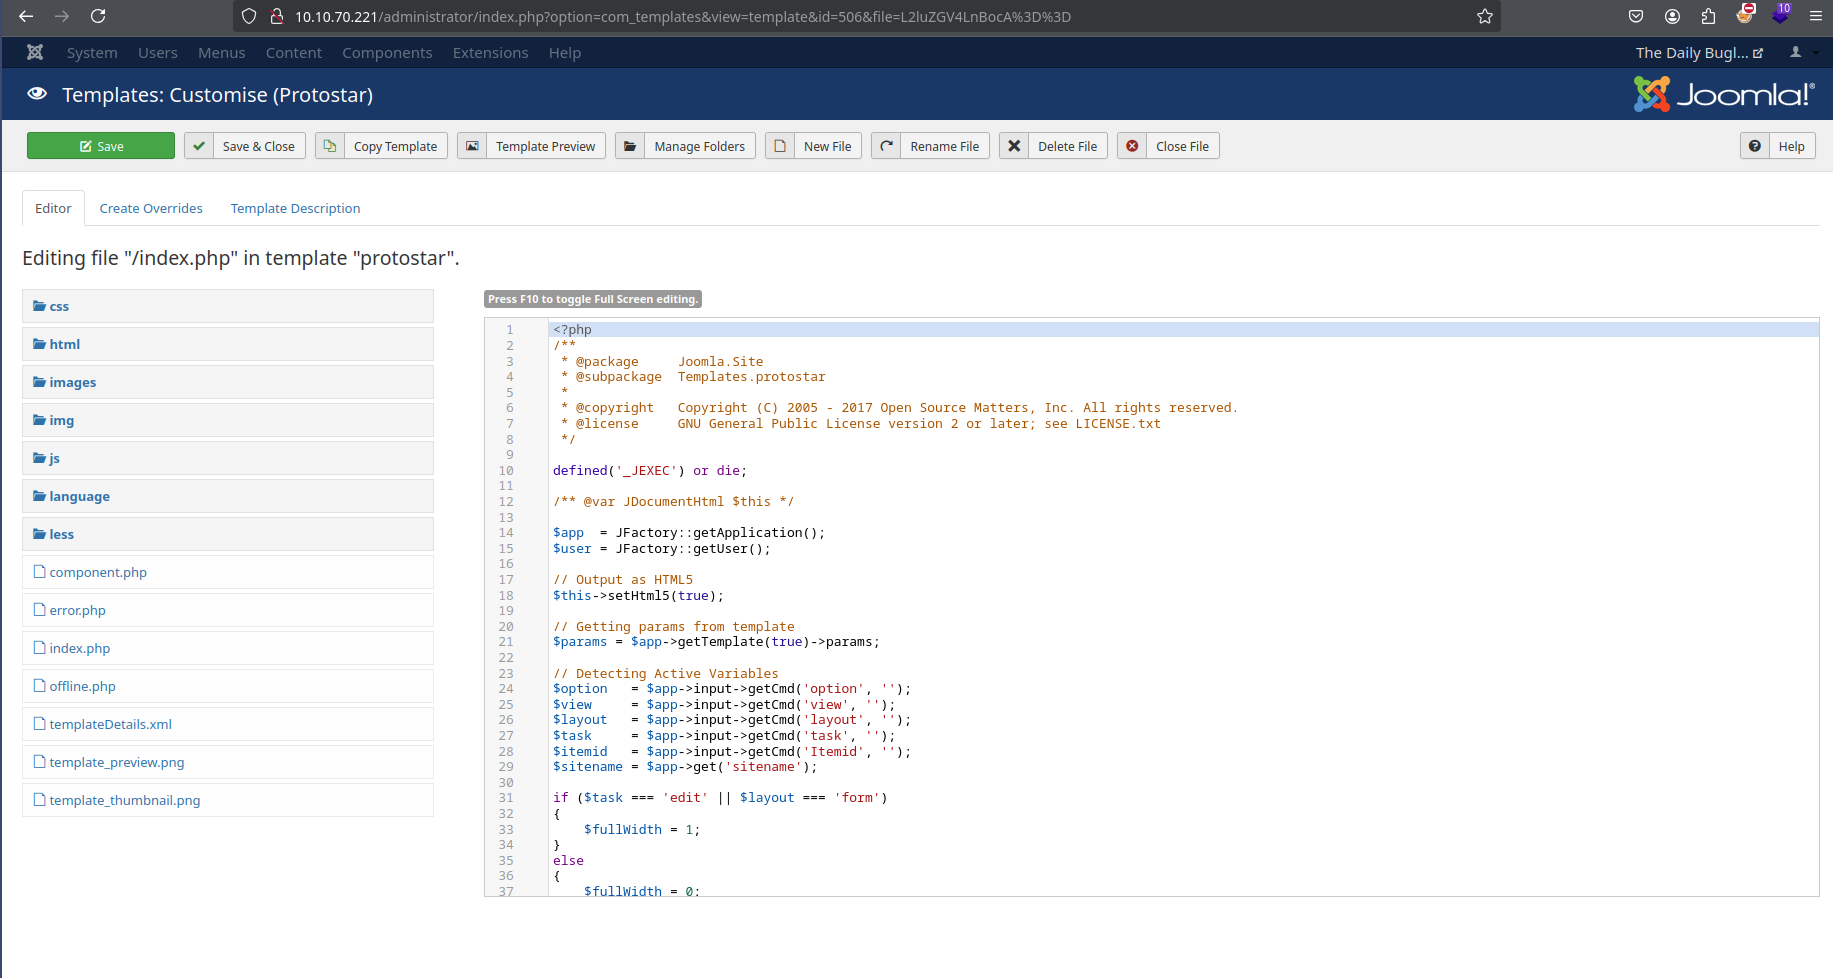 10.10.70.221/administrator/index.php?option=com_templates&view=template&id=506&file=L2luZGV4LnBocA%3D%3D
10
System Users Menus Content Components Extensions Help
The Daily Bugl...
Templates: Customise (Protostar)
Joomla!®
Save
Save & Close
Copy Template
Template Preview
Manage Folders
New File
Rename File
Delete File
Close File
Help
Editor
Create Overrides
Template Description
Editing file "/index.php" in template "protostar".
css
html
images
img
js
language
less
component.php
error.php
index.php
offline.php
templateDetails.xml
template_preview.png
template_thumbnail.png
Press F10 to toggle Full Screen editing.
1 <?php
2 /**
3  * @package     Joomla.Site
4  * @subpackage  Templates.protostar
5  *
6  * @copyright   Copyright (C) 2005 - 2017 Open Source Matters, Inc. All rights reserved.
7  * @license     GNU General Public License version 2 or later; see LICENSE.txt
8  */
9
10 defined('_JEXEC') or die;
11
12 /** @var JDocumentHtml $this */
13
14 $app  = JFactory::getApplication();
15 $user = JFactory::getUser();
16
17 // Output as HTML5
18 $this->setHtml5(true);
19
20 // Getting params from template
21 $params = $app->getTemplate(true)->params;
22
23 // Detecting Active Variables
24 $option   = $app->input->getCmd('option', '');
25 $view     = $app->input->getCmd('view', '');
26 $layout   = $app->input->getCmd('layout', '');
27 $task     = $app->input->getCmd('task', '');
28 $itemid   = $app->input->getCmd('Itemid', '');
29 $sitename = $app->get('sitename');
30
31 if ($task === 'edit' || $layout === 'form')
32 {
33     $fullWidth = 1;
34 }
35 else
36 {
37     $fullWidth = 0;